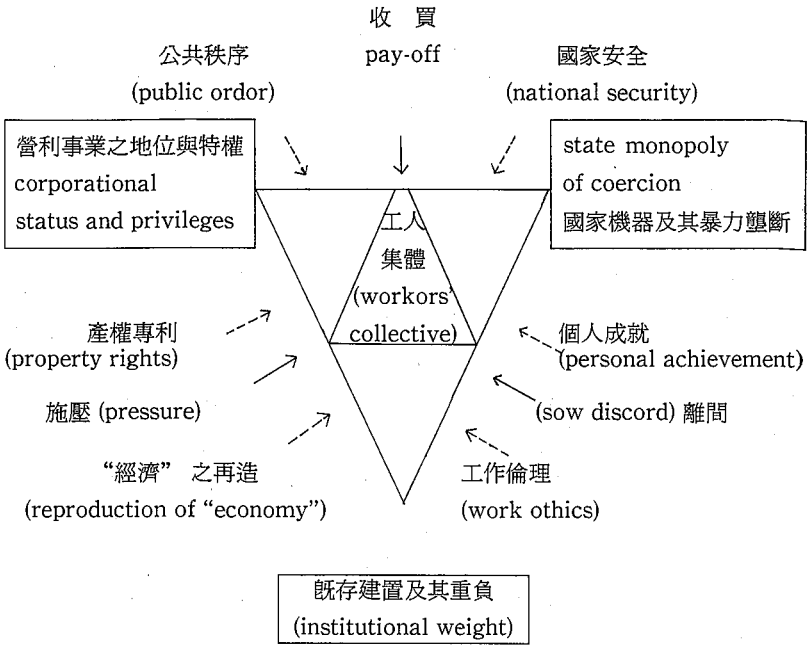 收 買
pay-off
公共秩序
(public ordor)
國家安全
(national security)
營利事業之地位與特權
corporational
status and privileges
state monopoly
of coercion
國家機器及其暴力壟斷
工人
集體
(workers'
collective)
產權專利
(property rights)
個人成就
(personal achievement)
施壓 (pressure)
(sow discord) 離間
“經濟” 之再造
(reproduction of “economy”)
工作倫理
(work othics)
既存建置及其重負
(institutional weight)